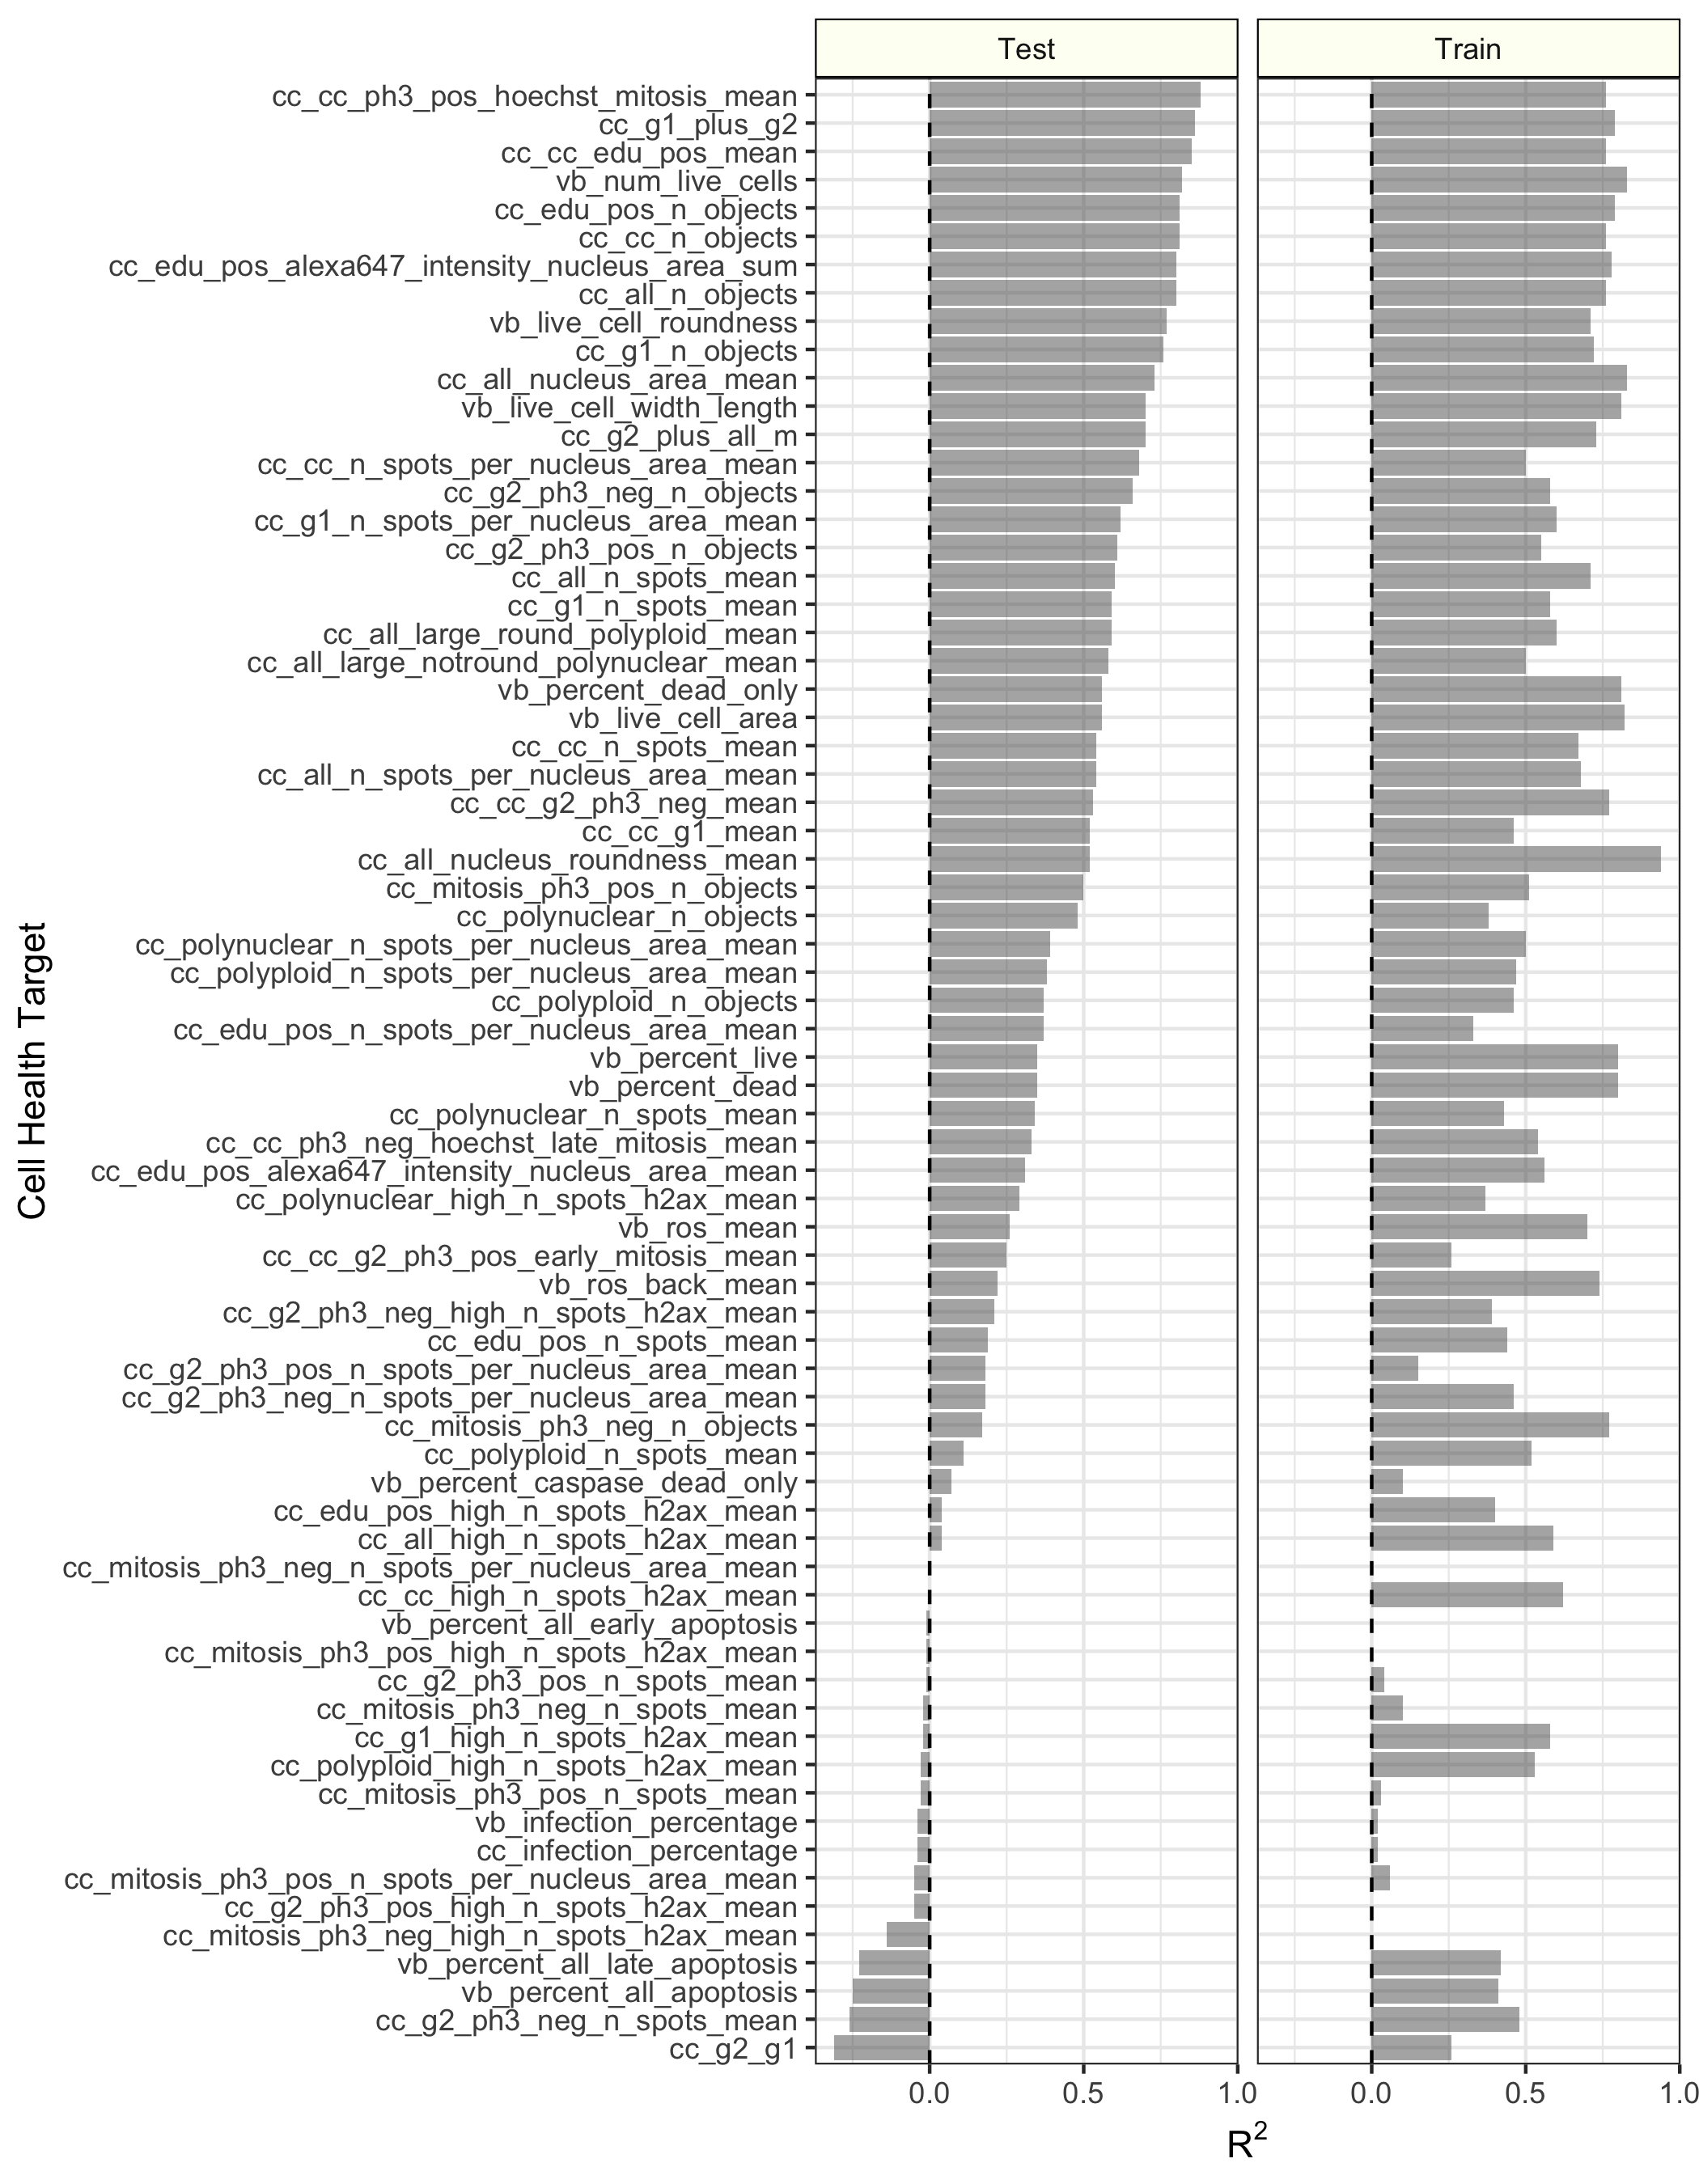 Test Train
cc_cc_ph3_pos_hoechst_mitosis_mean
cc_g1_plus_g2
cc_cc_edu_pos_mean
vb_num_live_cells
cc_edu_pos_n_objects
cc_cc_n_objects
cc_edu_pos_alexa647_intensity_nucleus_area_sum
cc_all_n_objects
vb_live_cell_roundness
cc_g1_n_objects
cc_all_nucleus_area_mean
vb_live_cell_width_length
cc_g2_plus_all_m
cc_cc_n_spots_per_nucleus_area_mean
cc_g2_ph3_neg_n_objects
cc_g1_n_spots_per_nucleus_area_mean
cc_g2_ph3_pos_n_objects
cc_all_n_spots_mean
cc_g1_n_spots_mean
cc_all_large_round_polyploid_mean
cc_all_large_notround_polynuclear_mean
vb_percent_dead_only
vb_live_cell_area
cc_cc_n_spots_mean
cc_all_n_spots_per_nucleus_area_mean
cc_cc_g2_ph3_neg_mean
cc_cc_g1_mean
cc_all_nucleus_roundness_mean
cc_mitosis_ph3_pos_n_objects
cc_polynuclear_n_objects
cc_polynuclear_n_spots_per_nucleus_area_mean
cc_polyploid_n_spots_per_nucleus_area_mean
cc_polyploid_n_objects
cc_edu_pos_n_spots_per_nucleus_area_mean
vb_percent_live
vb_percent_dead
cc_polynuclear_n_spots_mean
cc_cc_ph3_neg_hoechst_late_mitosis_mean
cc_edu_pos_alexa647_intensity_nucleus_area_mean
cc_polynuclear_high_n_spots_h2ax_mean
vb_ros_mean
cc_cc_g2_ph3_pos_early_mitosis_mean
vb_ros_back_mean
cc_g2_ph3_neg_high_n_spots_h2ax_mean
cc_edu_pos_n_spots_mean
cc_g2_ph3_pos_n_spots_per_nucleus_area_mean
cc_g2_ph3_neg_n_spots_per_nucleus_area_mean
cc_mitosis_ph3_neg_n_objects
cc_polyploid_n_spots_mean
vb_percent_caspase_dead_only
cc_edu_pos_high_n_spots_h2ax_mean
cc_all_high_n_spots_h2ax_mean
cc_mitosis_ph3_neg_n_spots_per_nucleus_area_mean
cc_cc_high_n_spots_h2ax_mean
vb_percent_all_early_apoptosis
cc_mitosis_ph3_pos_high_n_spots_h2ax_mean
cc_g2_ph3_pos_n_spots_mean
cc_mitosis_ph3_neg_n_spots_mean
cc_g1_high_n_spots_h2ax_mean
cc_polyploid_high_n_spots_h2ax_mean
cc_mitosis_ph3_pos_n_spots_mean
vb_infection_percentage
cc_infection_percentage
cc_mitosis_ph3_pos_n_spots_per_nucleus_area_mean
cc_g2_ph3_pos_high_n_spots_h2ax_mean
cc_mitosis_ph3_neg_high_n_spots_h2ax_mean
vb_percent_all_late_apoptosis
vb_percent_all_apoptosis
cc_g2_ph3_neg_n_spots_mean
cc_g2_g1
Cell Health Target
0.0 0.5 1.0 0.0 0.5 1.0
R²